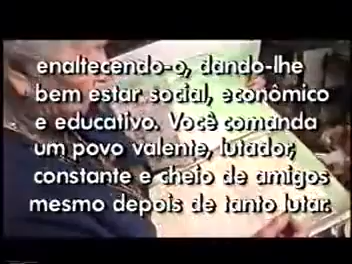 enaltecendo-o, dando-lhe
bem estar social, econômico
e educativo. Você comanda
um povo valente, lutador,
constante e cheio de amigos
mesmo depois de tanto lutar.